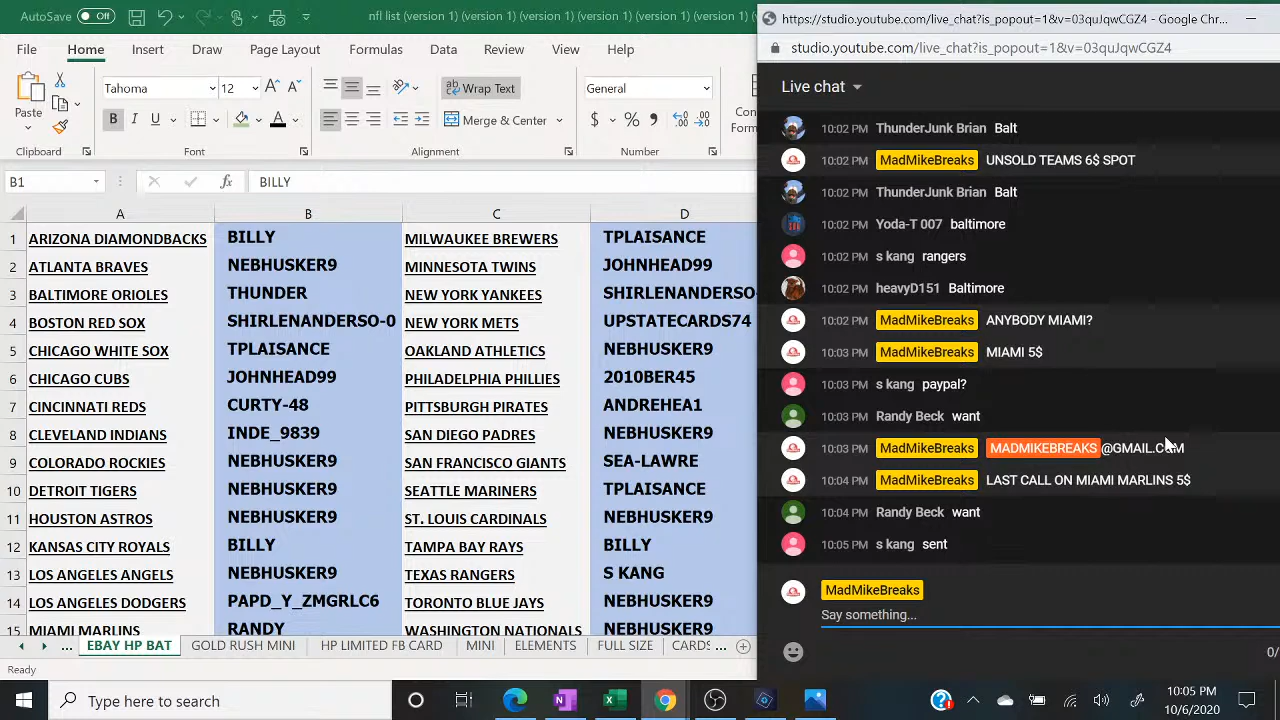 AutoSave Off
nfl list (version 1) (version 1) (version 1) (version 1)
File Home Insert Draw Page Layout Formulas Data Review View Help
Paste
Tahoma 12 A A
B I U A
ab Wrap Text
Merge & Center
General
$ % 9
Con
Form
Clipboard Font Alignment Number
B1 fx BILLY
A B C D
1 ARIZONA DIAMONDBACKS BILLY MILWAUKEE BREWERS TPLAISANCE
2 ATLANTA BRAVES NEBHUSKER9 MINNESOTA TWINS JOHNHEAD99
3 BALTIMORE ORIOLES THUNDER NEW YORK YANKEES SHIRLENANDERSO-
4 BOSTON RED SOX SHIRLENANDERSO-0 NEW YORK METS UPSTATECARDS74
5 CHICAGO WHITE SOX TPLAISANCE OAKLAND ATHLETICS NEBHUSKER9
6 CHICAGO CUBS JOHNHEAD99 PHILADELPHIA PHILLIES 2010BER45
7 CINCINNATI REDS CURTY-48 PITTSBURGH PIRATES ANDREHEA1
8 CLEVELAND INDIANS INDE_9839 SAN DIEGO PADRES NEBHUSKER9
9 COLORADO ROCKIES NEBHUSKER9 SAN FRANCISCO GIANTS SEA-LAWRE
10 DETROIT TIGERS NEBHUSKER9 SEATTLE MARINERS TPLAISANCE
11 HOUSTON ASTROS NEBHUSKER9 ST. LOUIS CARDINALS NEBHUSKER9
12 KANSAS CITY ROYALS BILLY TAMPA BAY RAYS BILLY
13 LOS ANGELES ANGELS NEBHUSKER9 TEXAS RANGERS S KANG
14 LOS ANGELES DODGERS PAPD_Y_ZMGRLC6 TORONTO BLUE JAYS NEBHUSKER9
15 MIAMI MARLINS RANDY WASHINGTON NATIONALS NEBHUSKER9
... EBAY HP BAT GOLD RUSH MINI HP LIMITED FB CARD MINI ELEMENTS FULL SIZE CARDS ...
Ready
https://studio.youtube.com/live_chat?is_popout=1&v=03quJqwCGZ4 - Google Chr...
studio.youtube.com/live_chat?is_popout=1&v=03quJqwCGZ4
Live chat
10:02 PM ThunderJunk Brian Balt
10:02 PM MadMikeBreaks UNSOLD TEAMS 6$ SPOT
10:02 PM ThunderJunk Brian Balt
10:02 PM Yoda-T 007 baltimore
10:02 PM s kang rangers
10:02 PM heavyD151 Baltimore
10:02 PM MadMikeBreaks ANYBODY MIAMI?
10:03 PM MadMikeBreaks MIAMI 5$
10:03 PM s kang paypal?
10:03 PM Randy Beck want
10:03 PM MadMikeBreaks MADMIKEBREAKS@GMAIL.COM
10:04 PM MadMikeBreaks LAST CALL ON MIAMI MARLINS 5$
10:04 PM Randy Beck want
10:05 PM s kang sent
MadMikeBreaks
Say something...
0/
Type here to search
10:05 PM
10/6/2020